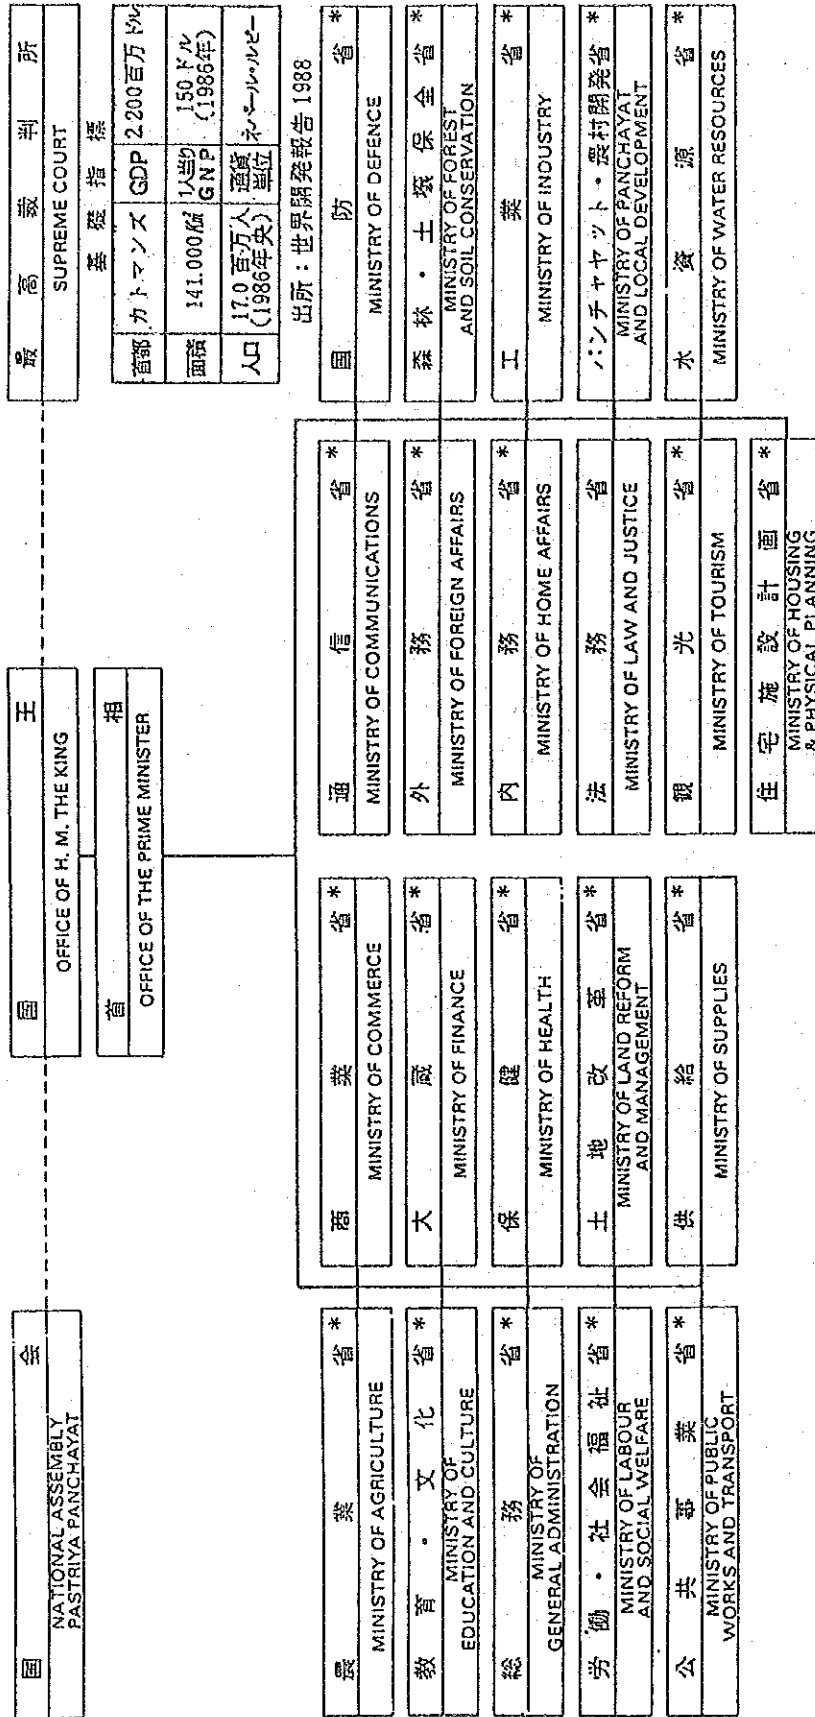 国会
NATIONAL ASSEMBLY
PASTRIYA PANCHAYAT
国王
OFFICE OF H. M. THE KING
首相
OFFICE OF THE PRIME MINISTER
最高裁判所
SUPREME COURT
基礎指標
首部 カトマンズ GDP 2,200百万ドル
面積 141.000km² 1人当り GNP 150ドル (1986年)
人口 17.0百万人 (1986年央) 通貨単位 ネパール・ルピー
出所：世界開発報告 1988
農業省*
MINISTRY OF AGRICULTURE
教育・文化省*
MINISTRY OF
EDUCATION AND CULTURE
総務省*
MINISTRY OF
GENERAL ADMINISTRATION
労働・社会福祉省*
MINISTRY OF LABOUR
AND SOCIAL WELFARE
公共事業省*
MINISTRY OF PUBLIC
WORKS AND TRANSPORT
商業省*
MINISTRY OF COMMERCE
大蔵省*
MINISTRY OF FINANCE
保健省*
MINISTRY OF HEALTH
土地改革省*
MINISTRY OF LAND REFORM
AND MANAGEMENT
供給省*
MINISTRY OF SUPPLIES
通信省*
MINISTRY OF COMMUNICATIONS
外務省*
MINISTRY OF FOREIGN AFFAIRS
内務省*
MINISTRY OF HOME AFFAIRS
法務省*
MINISTRY OF LAW AND JUSTICE
観光省*
MINISTRY OF TOURISM
住宅施設計画省*
MINISTRY OF HOUSING
& PHYSICAL PLANNING
国防省*
MINISTRY OF DEFENCE
森林・土壌保全省*
MINISTRY OF FOREST
AND SOIL CONSERVATION
工業省*
MINISTRY OF INDUSTRY
パンチャヤット・農村開発省*
MINISTRY OF PANCHAYAT
AND LOCAL DEVELOPMENT
水資源省*
MINISTRY OF WATER RESOURCES